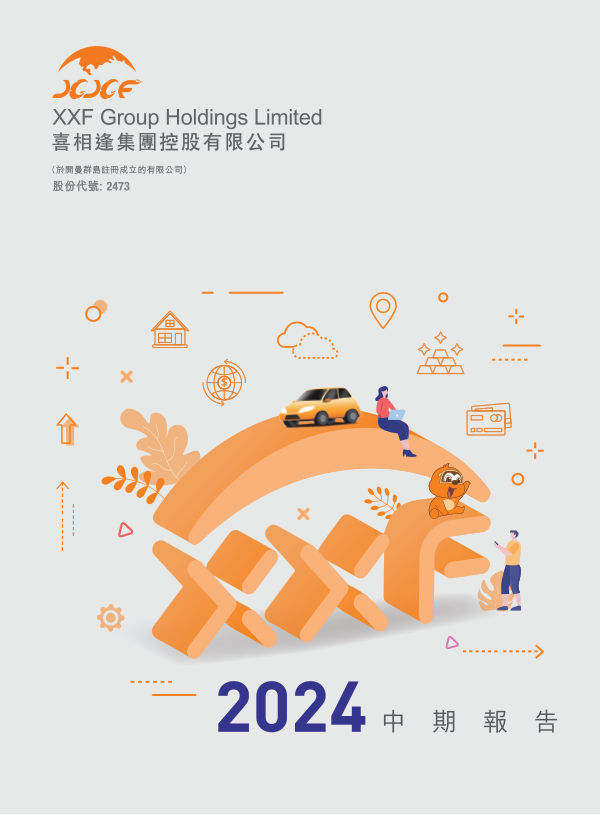 XXCF
XXF Group Holdings Limited
喜相逢集團控股有限公司
(於開曼群島註冊成立的有限公司)
股份代號: 2473
$
XXF
2024 中期報告